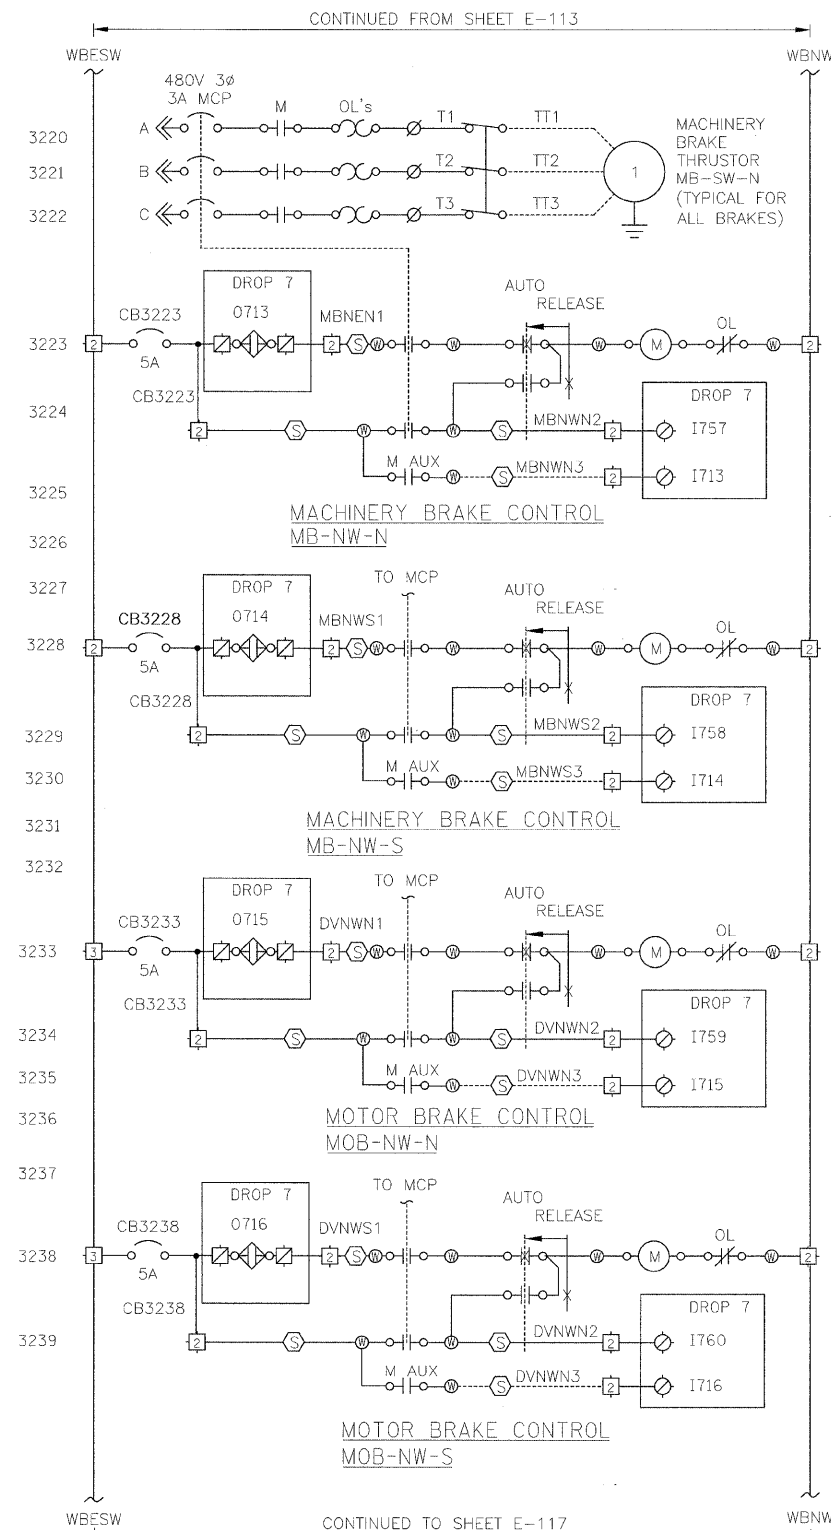 CONTINUED FROM SHEET E-113
WBESW
WBNW
480V 3ø
3A MCP
M
OL's
3220
A
T1
TT1
MACHINERY
BRAKE
THRUSTOR
MB-SW-N
(TYPICAL FOR
ALL BRAKES)
3221
B
T2
TT2
1
3222
C
T3
TT3
DROP 7
O713
AUTO
RELEASE
CB3223
MBNEN1
OL
3223
2
5A
2
S
W
W
W
M
W
2
CB3223
DROP 7
3224
2
S
W
W
S
MBNWN2
2
I757
M AUX
W
S
MBNWN3
2
I713
3225
MACHINERY BRAKE CONTROL
MB-NW-N
3226
3227
TO MCP
DROP 7
O714
AUTO
RELEASE
CB3228
MBNWS1
OL
3228
2
5A
2
S
W
W
W
M
W
2
CB3228
DROP 7
3229
2
S
W
W
S
MBNWS2
2
I758
3230
M AUX
W
S
MBNWS3
2
I714
3231
MACHINERY BRAKE CONTROL
MB-NW-S
3232
TO MCP
DROP 7
O715
AUTO
RELEASE
CB3233
DVNWN1
OL
3233
3
5A
2
S
W
W
W
M
W
2
CB3233
DROP 7
3234
2
S
W
W
S
DVNWN2
2
I759
3235
M AUX
W
S
DVNWN3
2
I715
3236
MOTOR BRAKE CONTROL
MOB-NW-N
3237
TO MCP
DROP 7
O716
AUTO
RELEASE
CB3238
DVNWS1
OL
3238
3
5A
2
S
W
W
W
M
W
2
CB3238
DROP 7
3239
2
S
W
W
S
DVNWN2
2
I760
M AUX
W
S
DVNWN3
2
I716
MOTOR BRAKE CONTROL
MOB-NW-S
WBESW
CONTINUED TO SHEET E-117
WBNW